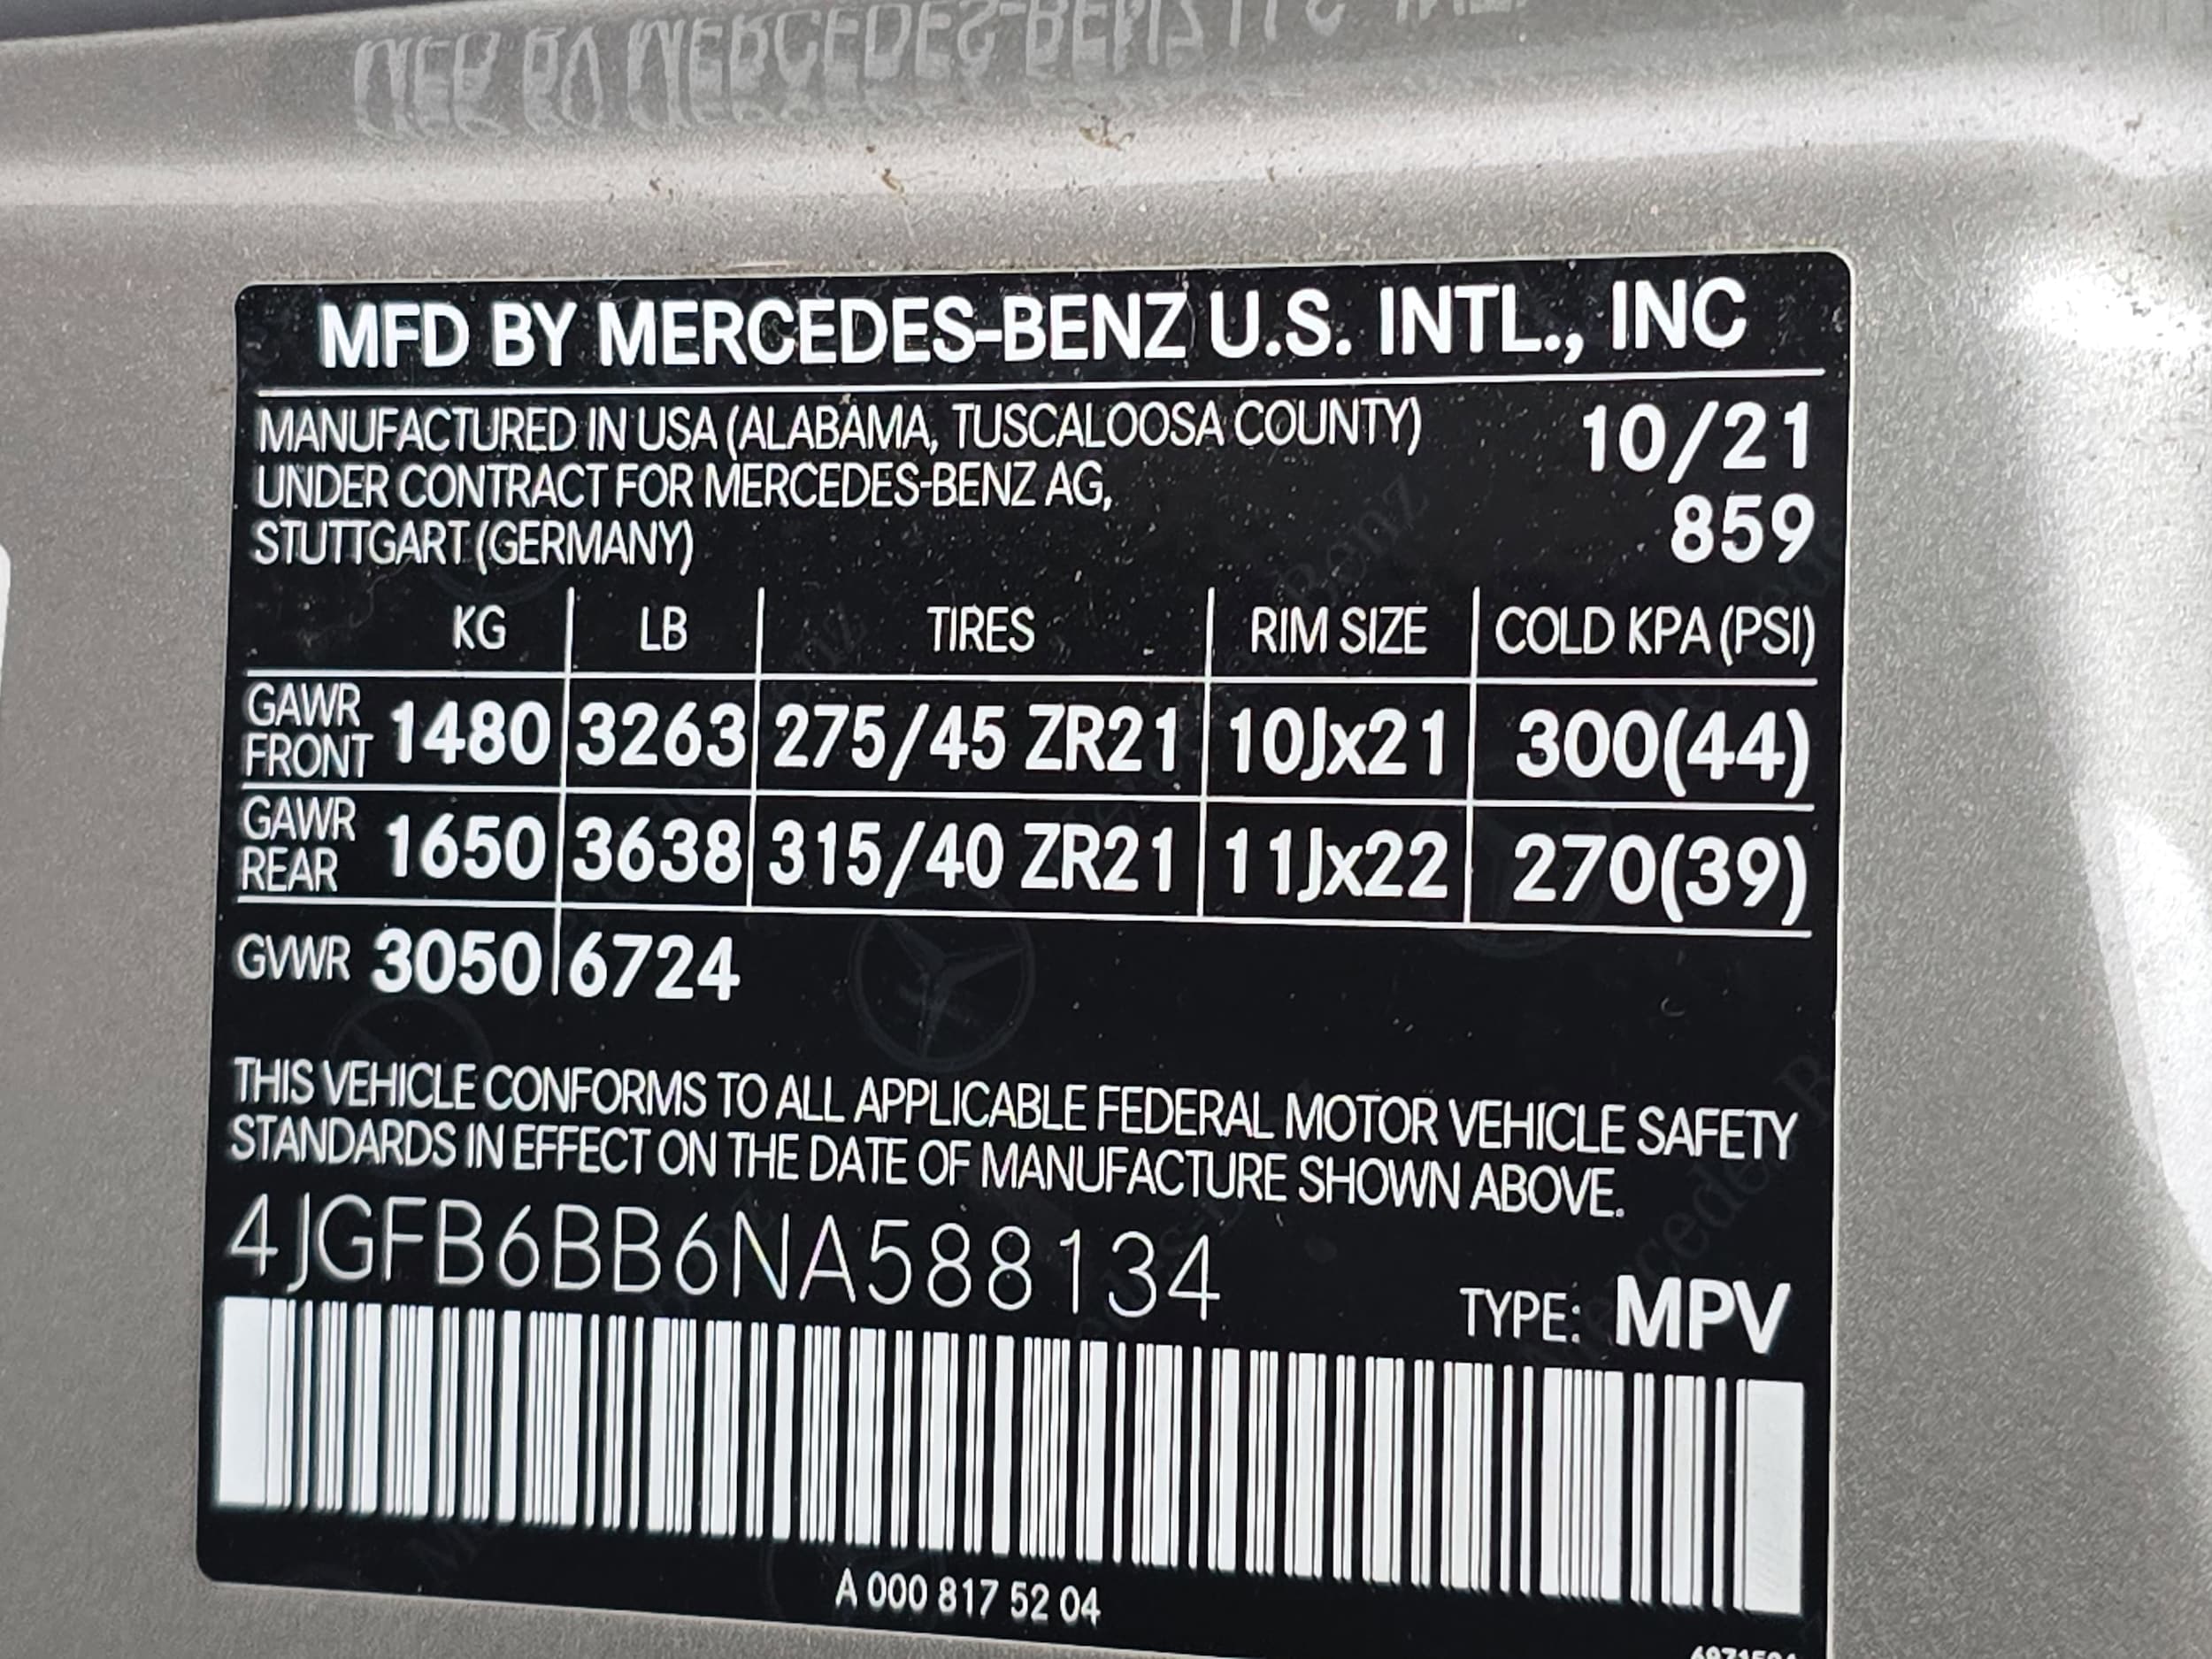 MFD BY MERCEDES-BENZ U.S. INTL., INC
MANUFACTURED IN USA (ALABAMA, TUSCALOOSA COUNTY) 10/21
UNDER CONTRACT FOR MERCEDES-BENZ AG,
STUTTGART (GERMANY) 859
KG LB TIRES RIM SIZE COLD KPA (PSI)
GAWR FRONT 1480 3263 275/45 ZR21 10Jx21 300(44)
GAWR REAR 1650 3638 315/40 ZR21 11Jx22 270(39)
GVWR 3050 6724
THIS VEHICLE CONFORMS TO ALL APPLICABLE FEDERAL MOTOR VEHICLE SAFETY
STANDARDS IN EFFECT ON THE DATE OF MANUFACTURE SHOWN ABOVE.
4JGFB6BB6NA588134
TYPE: MPV
A 000 817 52 04